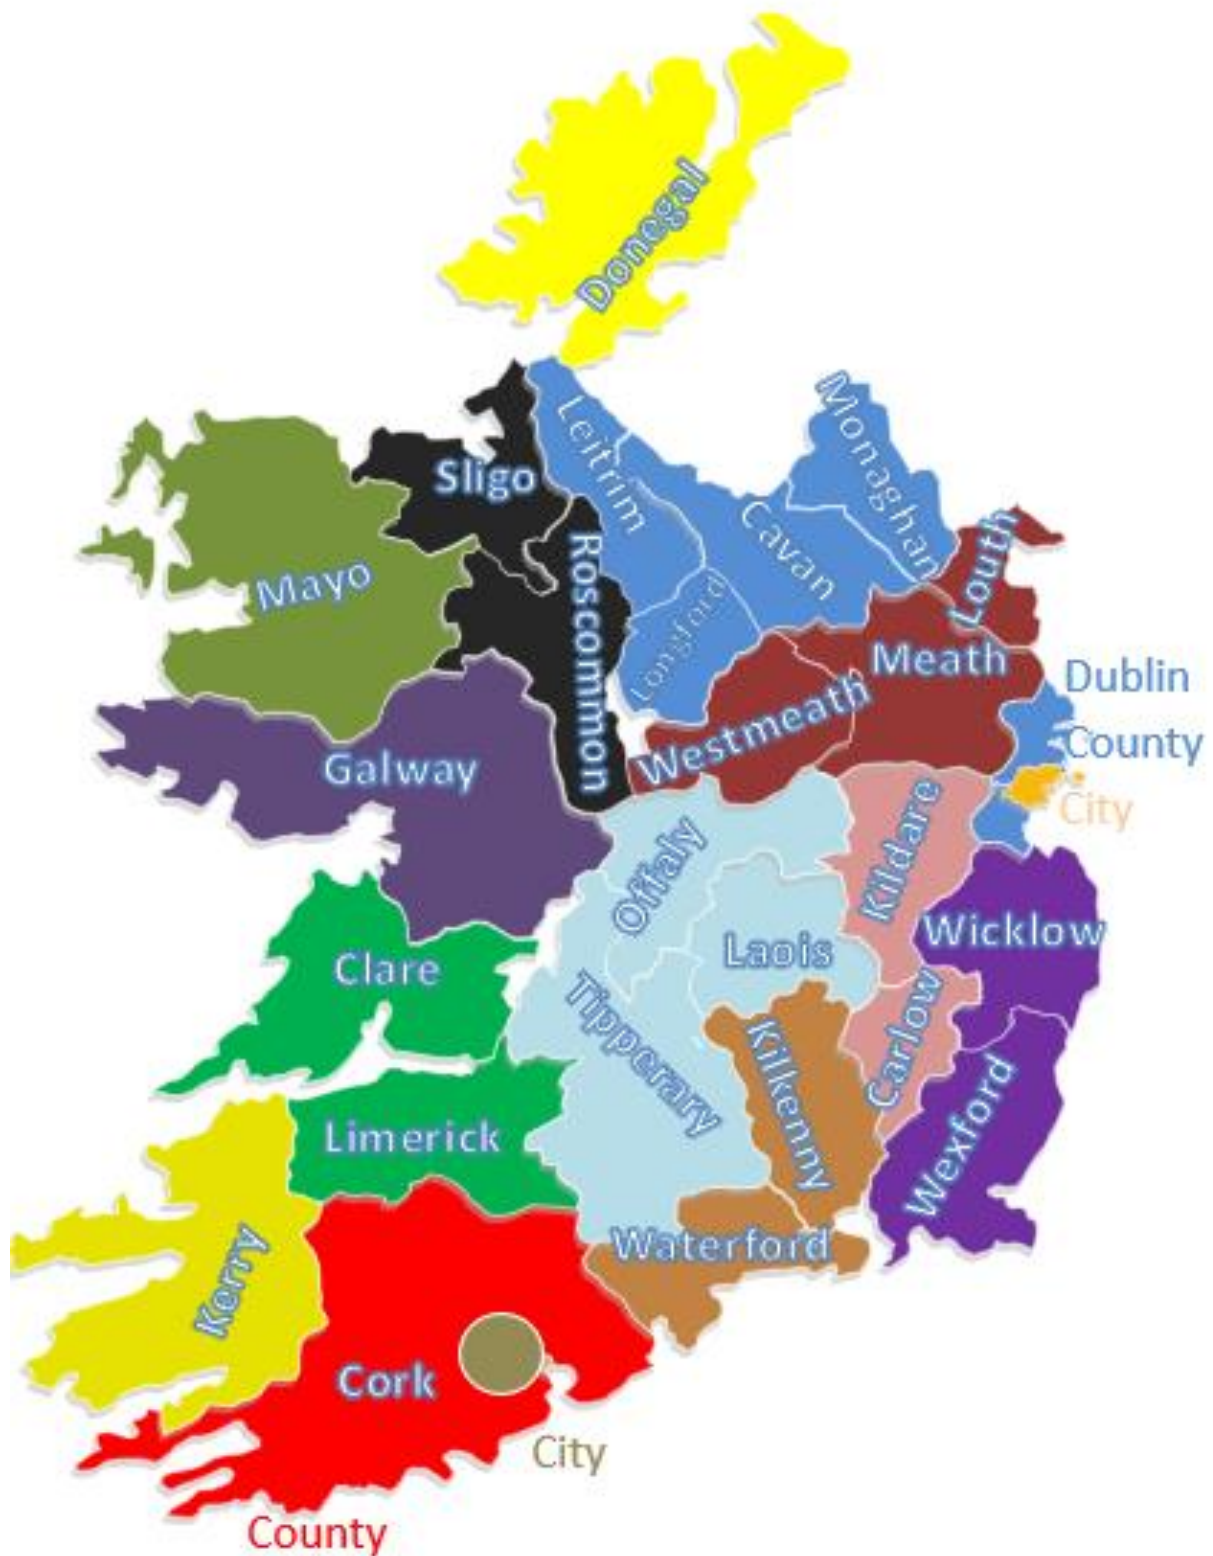 Donegal
Leitrim
Monaghan
Sligo
Cavan
Louth
Mayo
Roscommon
Longford
Meath
Dublin
County
City
Westmeath
Galway
Offaly
Kildare
Laois
Wicklow
Clare
Tipperary
Carlow
Kilkenny
Wexford
Limerick
Waterford
Kerry
Cork
City
County